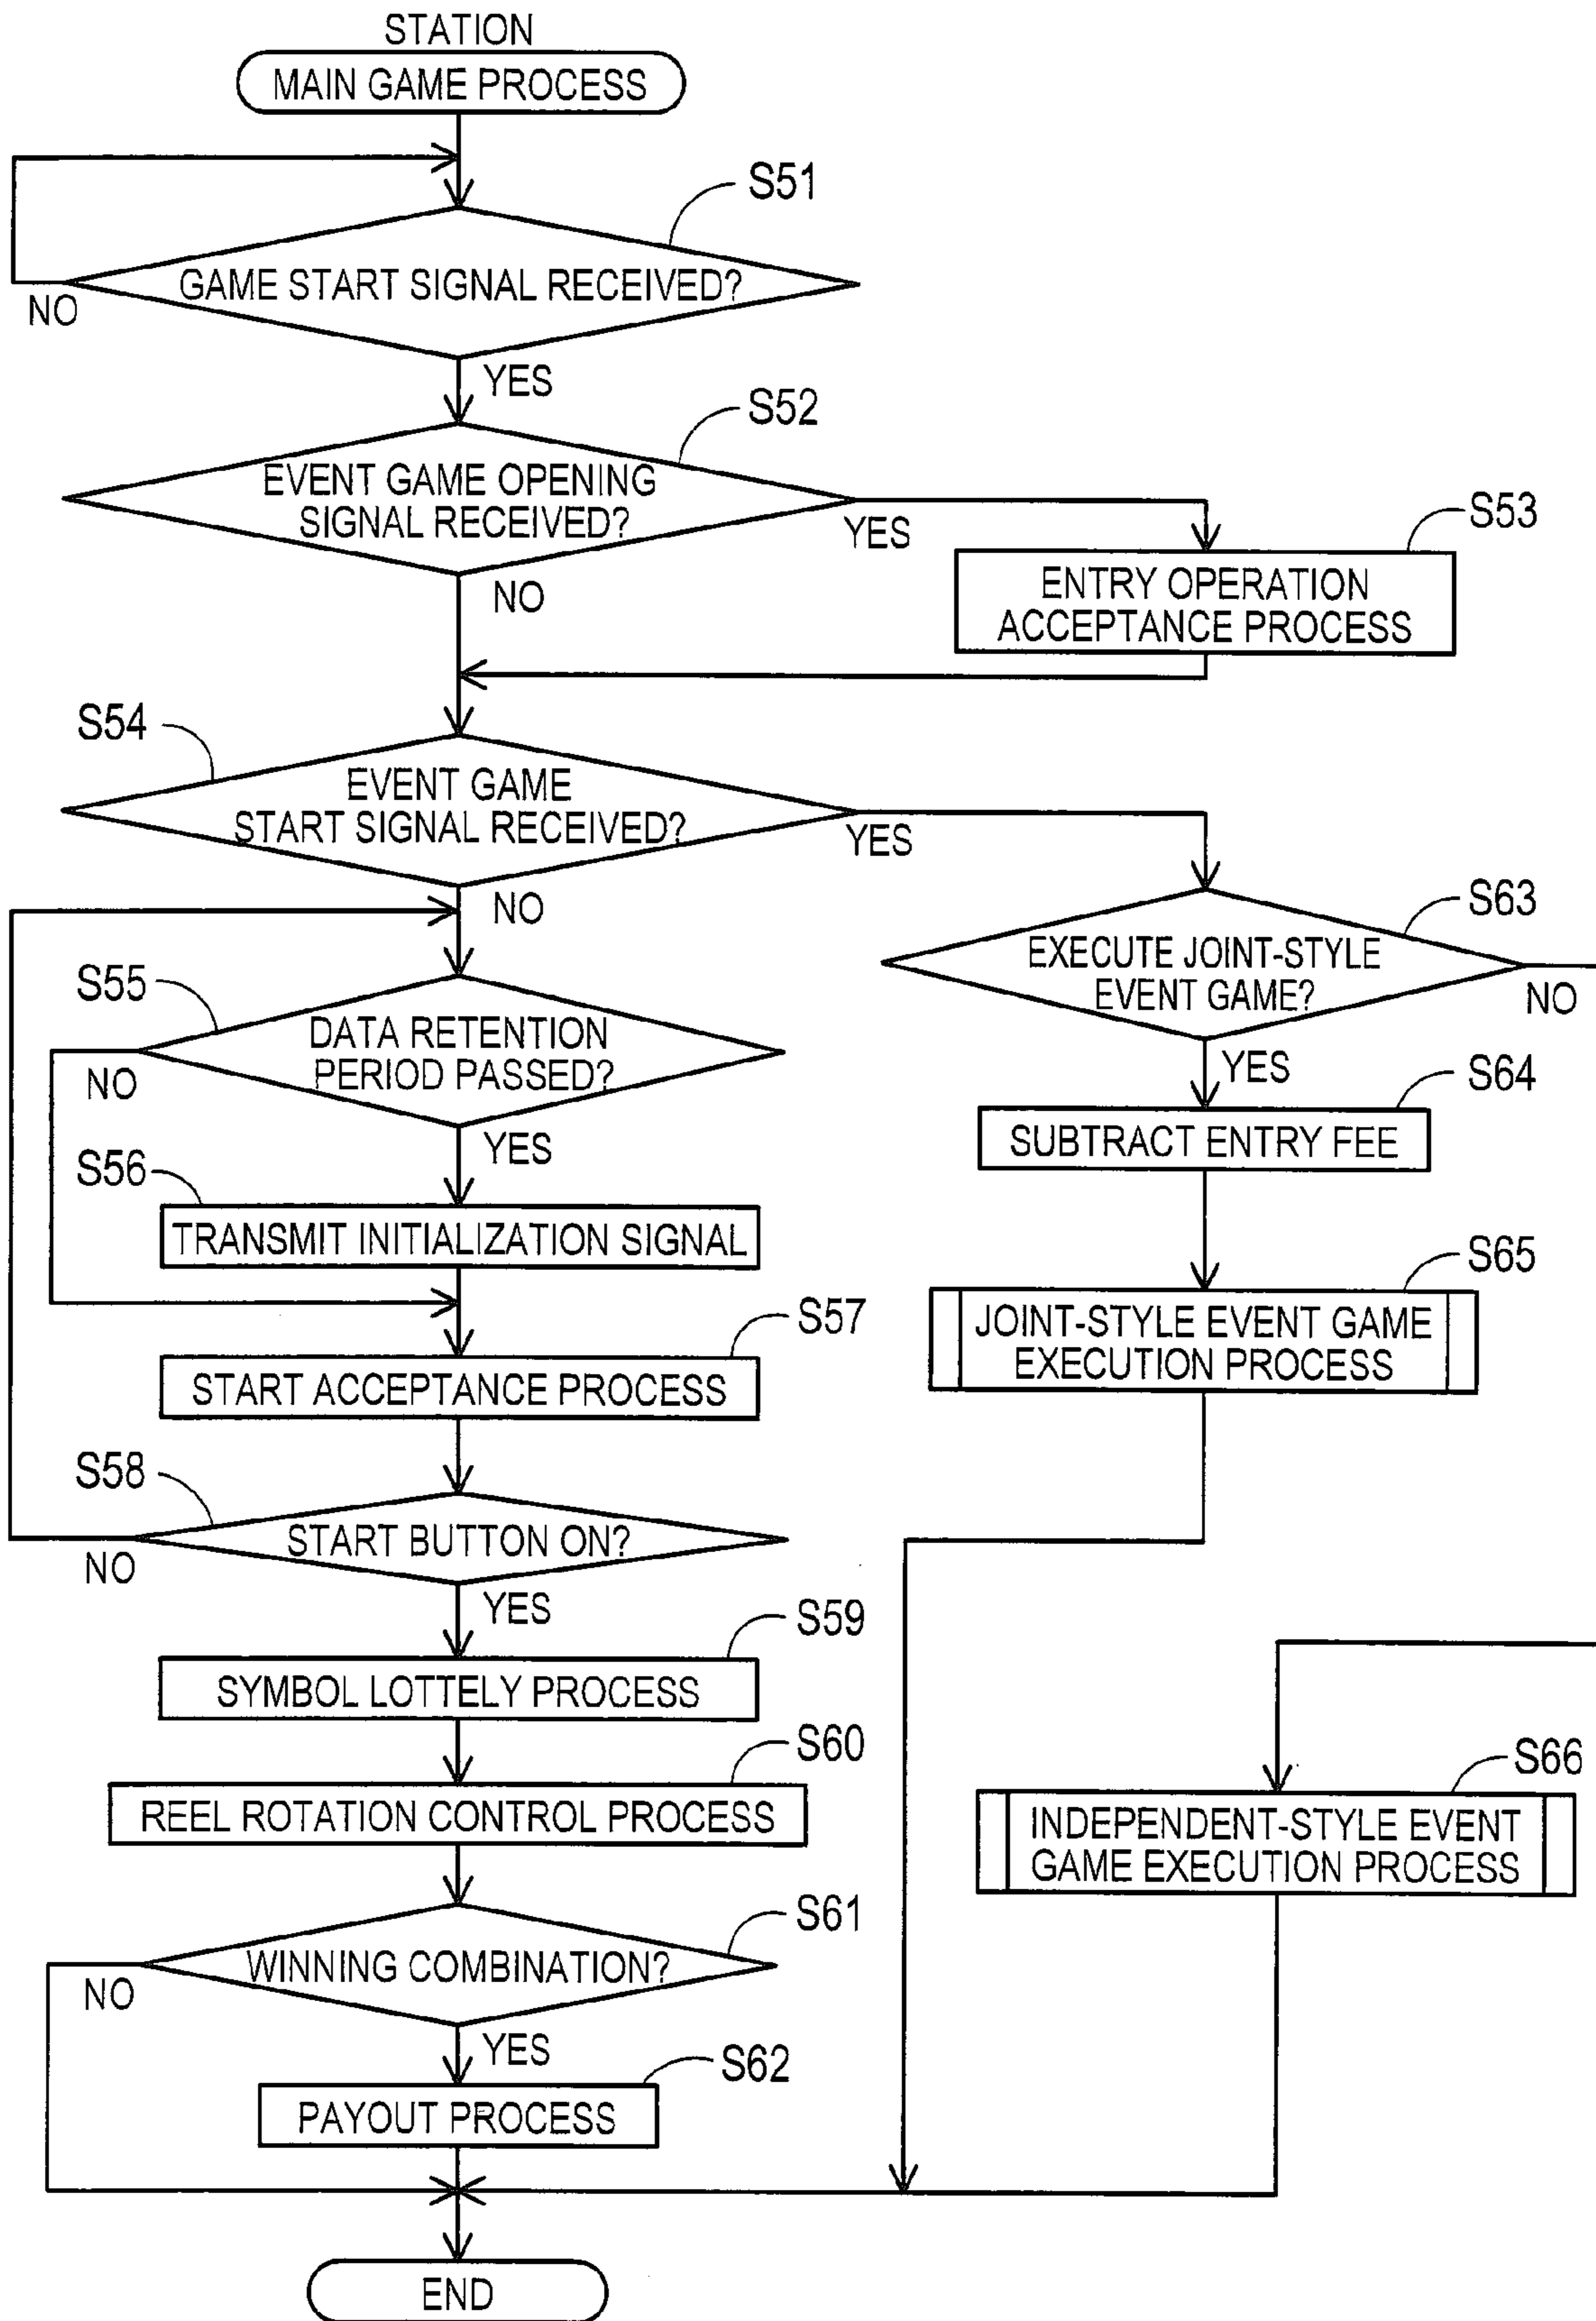 STATION
MAIN GAME PROCESS
S51
GAME START SIGNAL RECEIVED?
NO
YES
S52
EVENT GAME OPENING
SIGNAL RECEIVED?
YES
S53
ENTRY OPERATION
ACCEPTANCE PROCESS
NO
S54
EVENT GAME
START SIGNAL RECEIVED?
YES
NO
S63
EXECUTE JOINT-STYLE
EVENT GAME?
NO
YES
S55
DATA RETENTION
PERIOD PASSED?
NO
YES
S64
SUBTRACT ENTRY FEE
S56
TRANSMIT INITIALIZATION SIGNAL
S65
JOINT-STYLE EVENT GAME
EXECUTION PROCESS
S57
START ACCEPTANCE PROCESS
S58
START BUTTON ON?
NO
YES
S59
SYMBOL LOTTELY PROCESS
S60
REEL ROTATION CONTROL PROCESS
S66
INDEPENDENT-STYLE EVENT
GAME EXECUTION PROCESS
S61
WINNING COMBINATION?
NO
YES
S62
PAYOUT PROCESS
END